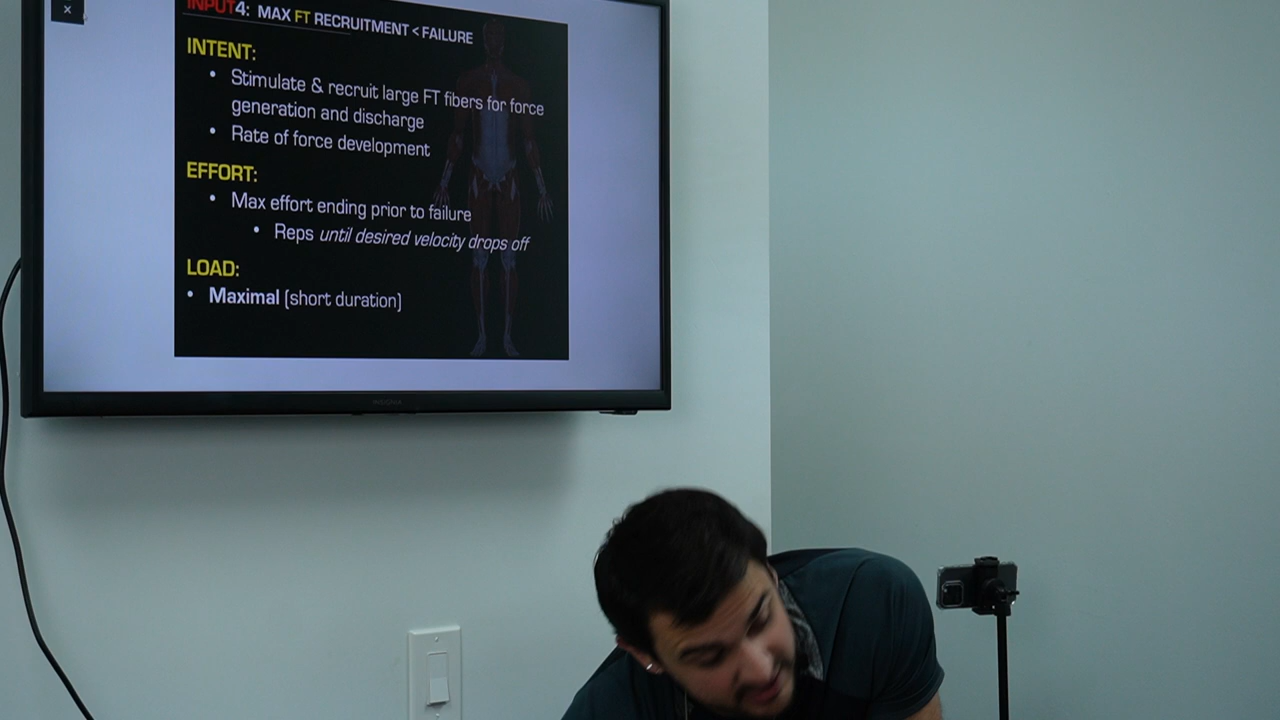 INPUT4: MAX FT RECRUITMENT < FAILURE
INTENT:
• Stimulate & recruit large FT fibers for force
generation and discharge
• Rate of force development
EFFORT:
• Max effort ending prior to failure
• Reps until desired velocity drops off
LOAD:
• Maximal (short duration)
INSIGNIA